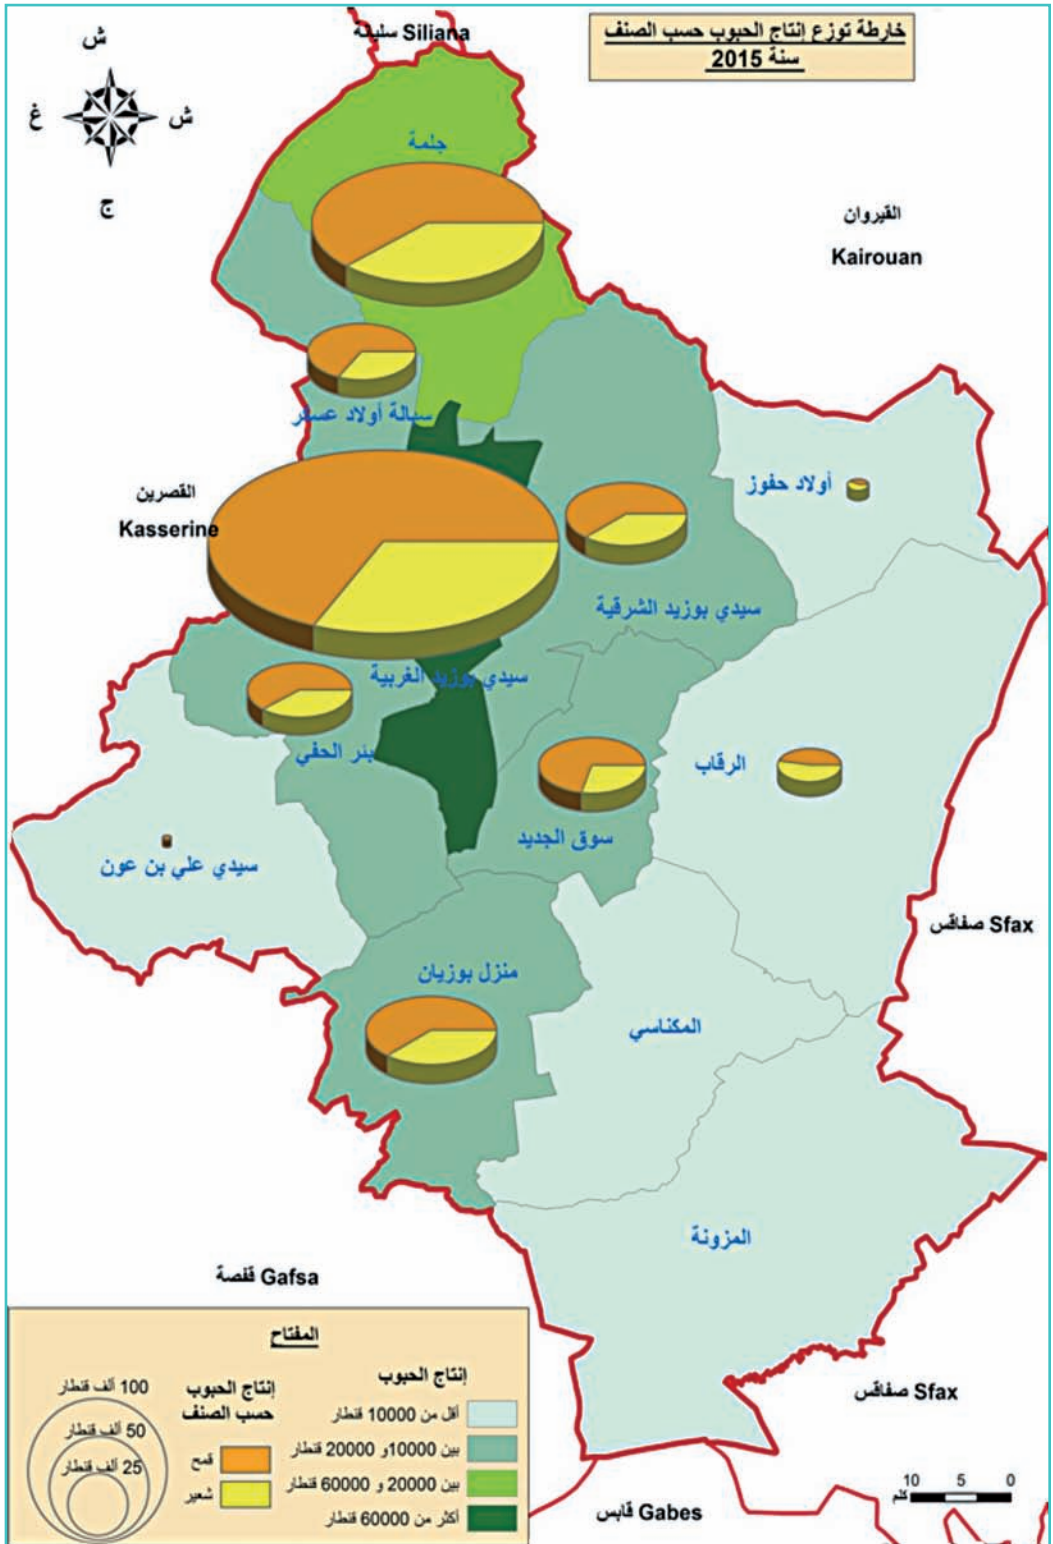 خارطة توزع إنتاج الحبوب حسب الصنف
سنة 2015
سليانة Siliana
ش
ش
غ
ج
جلمة
القيروان
Kairouan
سبالة أولاد عسكر
أولاد حفوز
القصرين
Kasserine
سيدي بوزيد الشرقية
سيدي بوزيد الغربية
بئر الحفي
الرقاب
سوق الجديد
سيدي علي بن عون
صفاقس Sfax
منزل بوزيان
المكناسي
المزونة
قفصة Gafsa
صفاقس Sfax
قابس Gabes
المفتاح
إنتاج الحبوب
أقل من 10000 قنطار
بين 10000و 20000 قنطار
بين 20000 و 60000 قنطار
أكثر من 60000 قنطار
إنتاج الحبوب
حسب الصنف
قمح
شعير
100 ألف قنطار
50 ألف قنطار
25 ألف قنطار
10 5 0
كلم